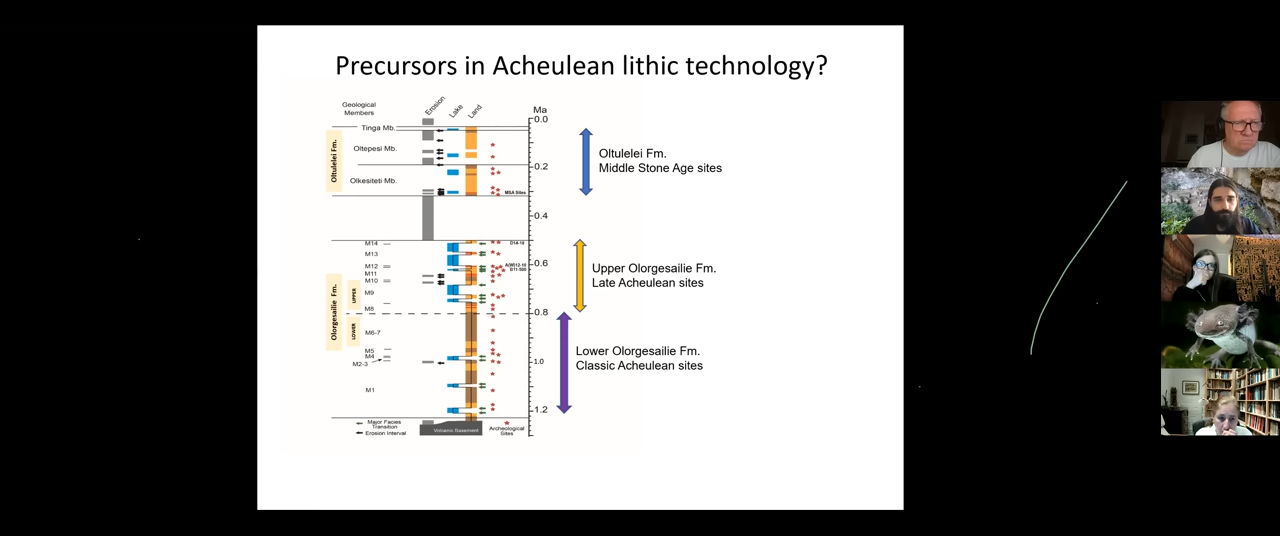 Precursors in Acheulean lithic technology?
Geological
Members
Erosion
Lake
Land
Ma
0.0
Tinga Mb.
Oltepesi Mb.
Oltulelei Fm.
0.2
Olkesiteti Mb.
MSA Sites
Oltulelei Fm.
Middle Stone Age sites
0.4
M14
M13
M12
M11
M10
M9
M8
0.6
Upper Olorgesailie Fm.
Late Acheulean sites
Olorgesailie Fm.
UPPER
LOWER
0.8
M6-7
M5
M4
M2-3
M1
1.0
Lower Olorgesailie Fm.
Classic Acheulean sites
1.2
Major Facies
Transition
Erosion Interval
Volcanic Basement
Archeological
Sites